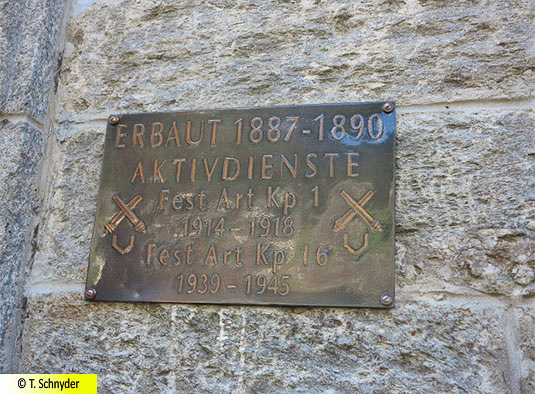 ERBAUT 1887-1890
AKTIVDIENSTE
Fest Art Kp 1
1914 - 1918
Fest Art Kp 16
1939 - 1945
© T. Schnyder